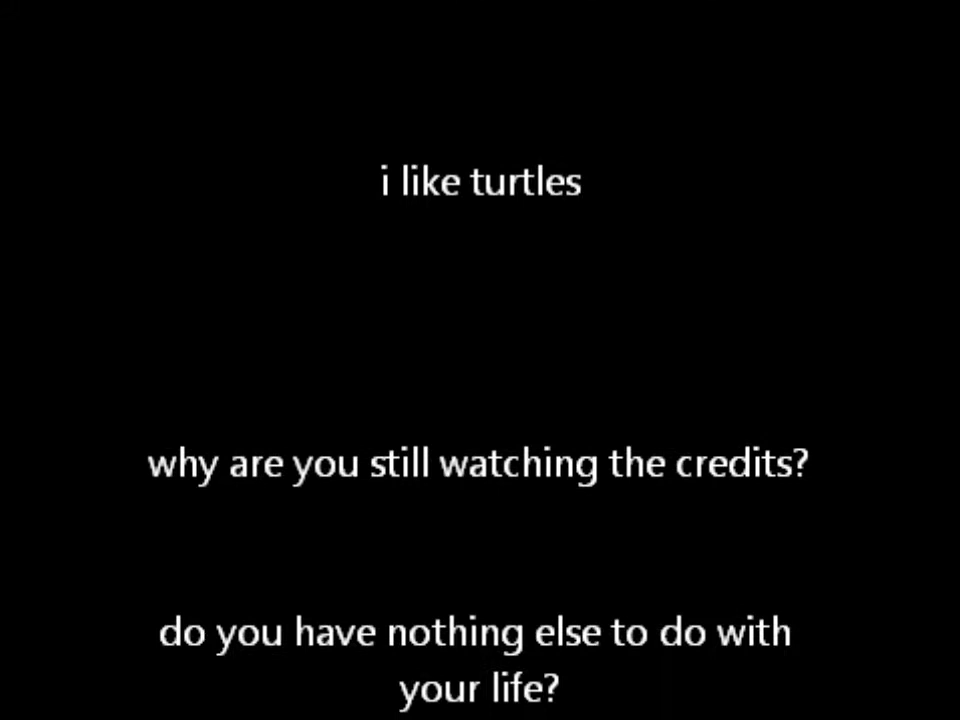 i like turtles
why are you still watching the credits?
do you have nothing else to do with
your life?